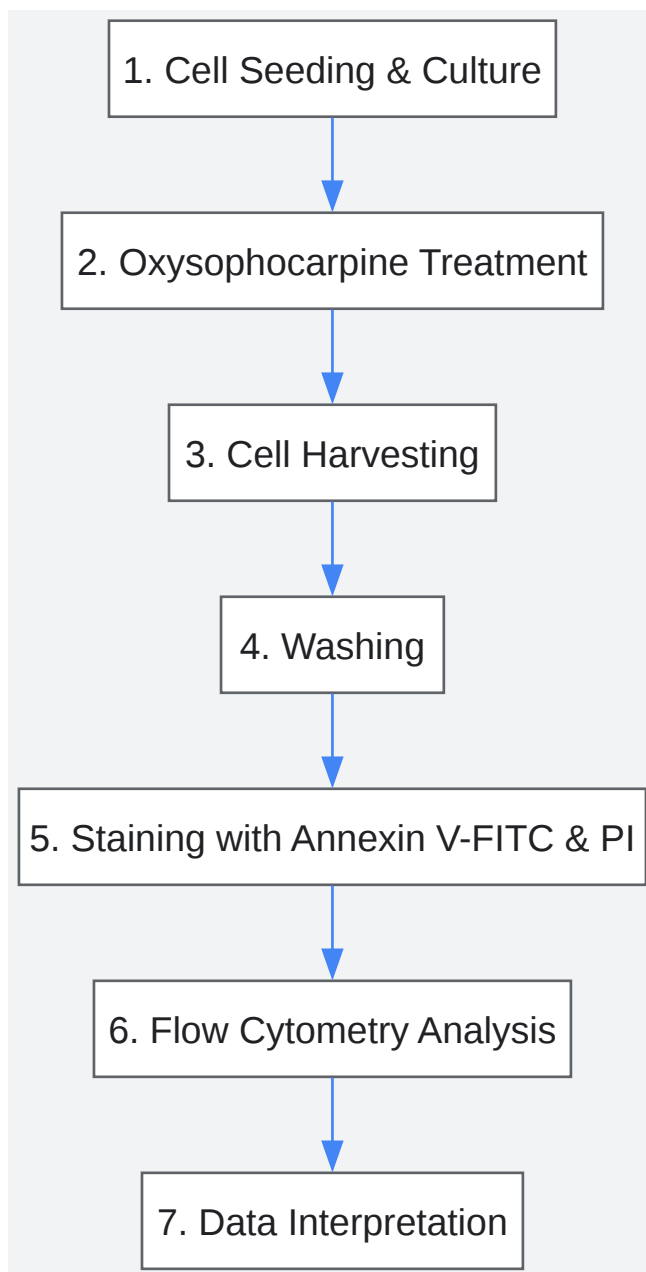 1. Cell Seeding & Culture
2. Oxysophocarpine Treatment
3. Cell Harvesting
4. Washing
5. Staining with Annexin V-FITC & PI
6. Flow Cytometry Analysis
7. Data Interpretation